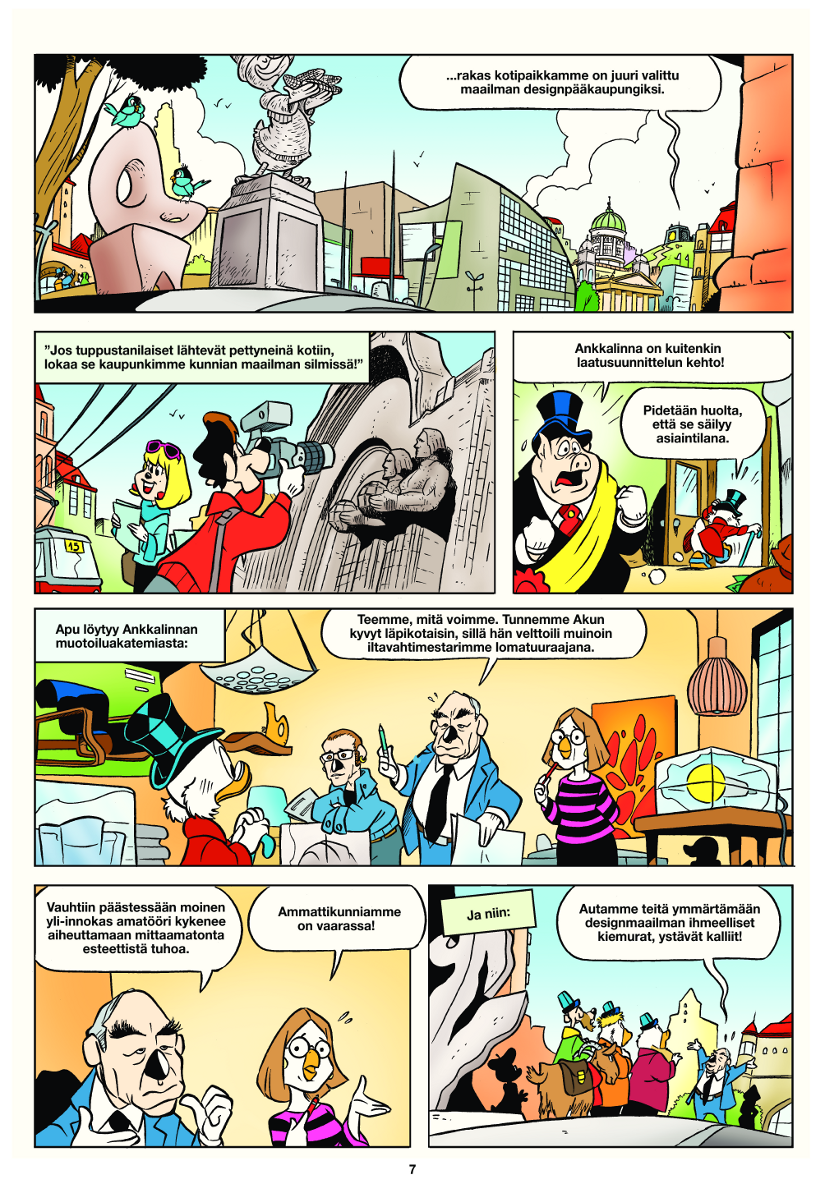 ...rakas kotipaikkamme on juuri valittu
maailman designpääkaupungiksi.
”Jos tuppustanilaiset lähtevät pettyneinä kotiin,
lokaa se kaupunkimme kunnian maailman silmissä!”
15
Ankkalinna on kuitenkin
laatusuunnittelun kehto!
Pidetään huolta,
että se säilyy
asiaintilana.
Apu löytyy Ankkalinnan
muotoiluakatemiasta:
Teemme, mitä voimme. Tunnemme Akun
kyvyt läpikotaisin, sillä hän velttoili muinoin
iltavahtimestarimme lomatuuraajana.
Vauhtiin päästessään moinen
yli-innokas amatööri kykenee
aiheuttamaan mittaamatonta
esteettistä tuhoa.
Ammattikunniamme
on vaarassa!
Ja niin:
Autamme teitä ymmärtämään
designmaailman ihmeelliset
kiemurat, ystävät kalliit!
7